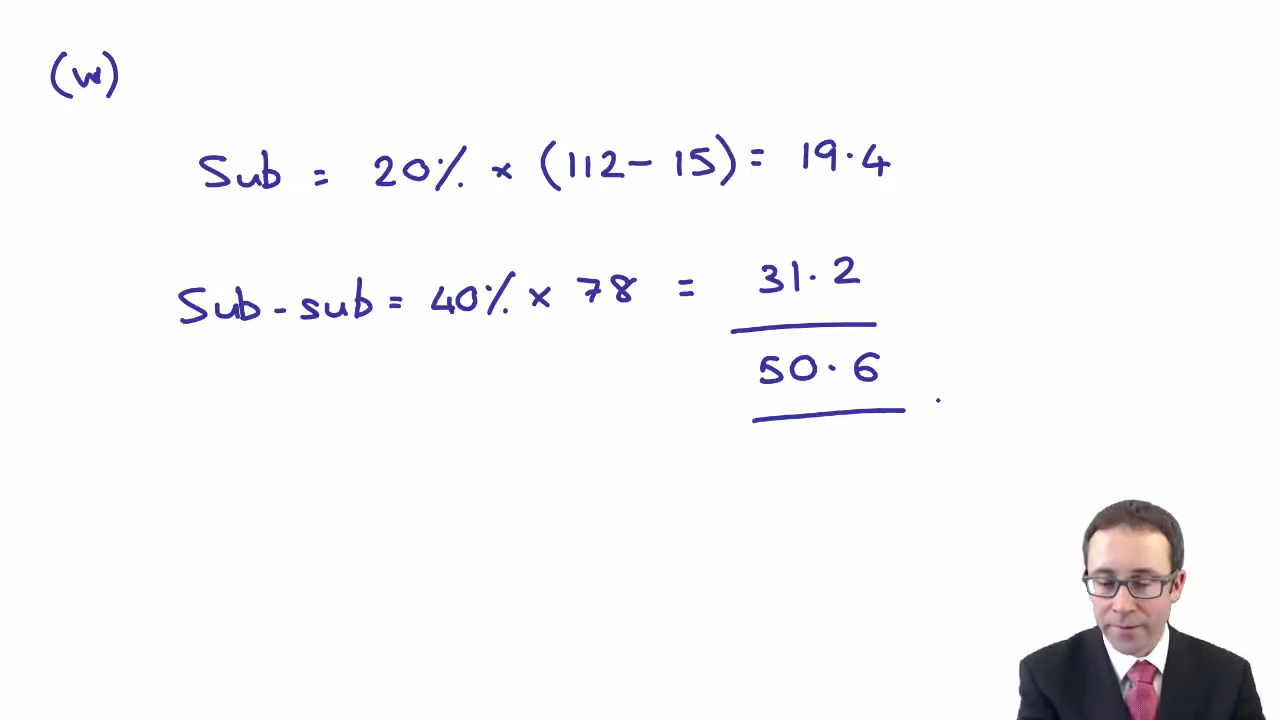 (w)
Sub = 20% × (112 - 15) = 19.4
Sub - sub = 40% × 78 = 31.2
50.6